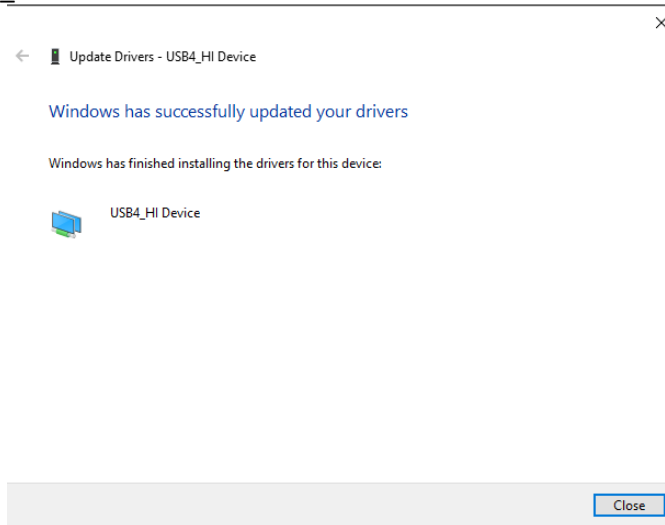 Update Drivers - USB4_HI Device
Windows has successfully updated your drivers
Windows has finished installing the drivers for this device:
USB4_HI Device
Close